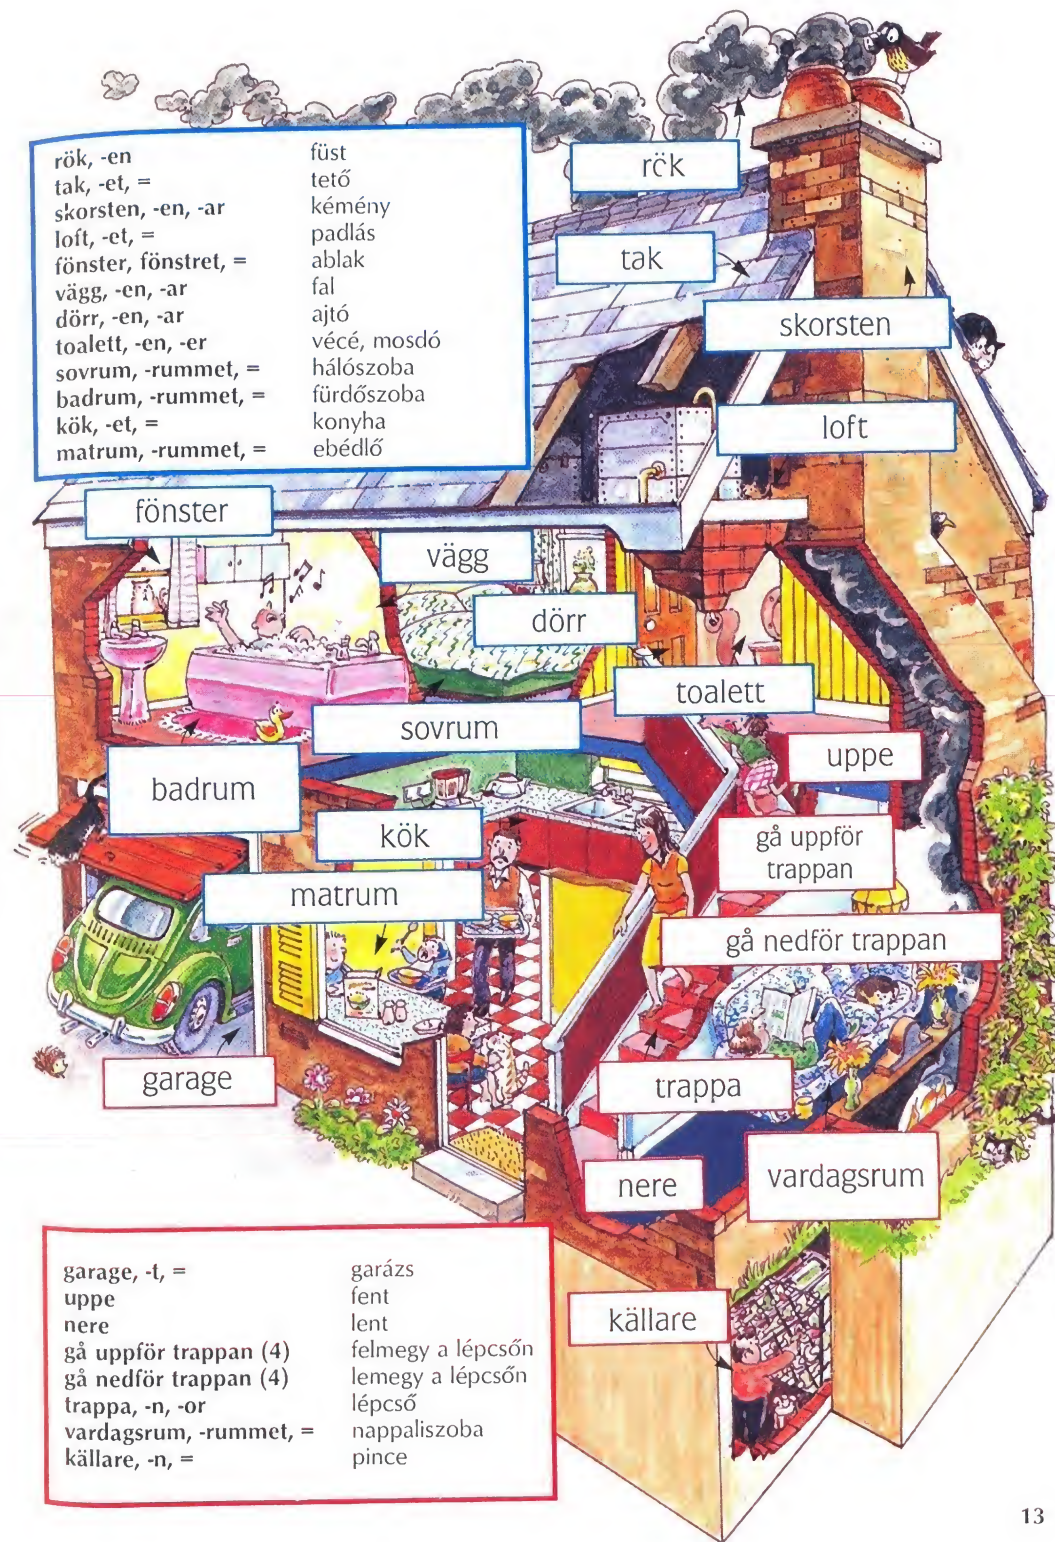 rök, -en füst
tak, -et, = tető
skorsten, -en, -ar kémény
loft, -et, = padlás
fönster, fönstret, = ablak
vägg, -en, -ar fal
dörr, -en, -ar ajtó
toalett, -en, -er vécé, mosdó
sovrum, -rummet, = hálószoba
badrum, -rummet, = fürdőszoba
kök, -et, = konyha
matrum, -rummet, = ebédlő
rök
tak
skorsten
loft
fönster
vägg
dörr
toalett
sovrum
uppe
badrum
kök
gå uppför
trappan
matrum
gå nedför trappan
garage
trappa
nere
vardagsrum
källare
garage, -t, = garázs
uppe fent
nere lent
gå uppför trappan (4) felmegy a lépcsőn
gå nedför trappan (4) lemegy a lépcsőn
trappa, -n, -or lépcső
vardagsrum, -rummet, = nappaliszoba
källare, -n, = pince
13